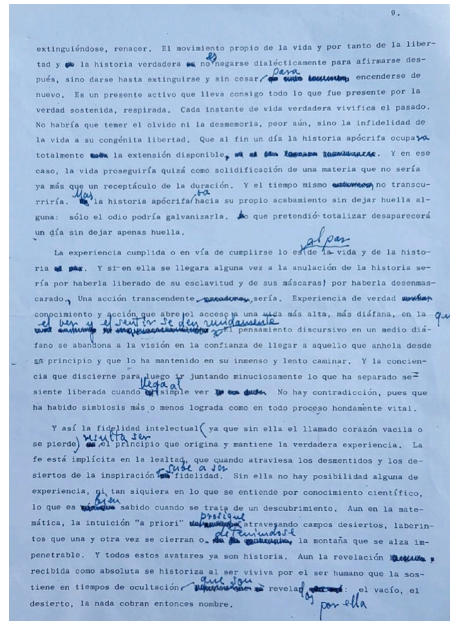 9.
extinguiéndose, renacer. El movimiento propio de la vida y por tanto de la liber-
tad y la historia verdadera es no negarse dialécticamente para afirmarse des-
pués, sino darse hasta extinguirse y sin cesar para encenderse de
nuevo. Es un presente activo que lleva consigo todo lo que fue presente por la
verdad sostenida, respirada. Cada instante de vida verdadera vivifica el pasado.
No habría que temer el olvido ni la desmemoria, peor aún, sino la infidelidad de
la vida a su congénita libertad. Que al fin un día la historia apócrifa ocupara
totalmente la extensión disponible, Y en ese
caso, la vida proseguiría quizá como solidificación de una materia que no sería
ya más que un receptáculo de la duración. Y el tiempo mismo no transcu-
rriría. Mas la historia apócrifa iría hacia su propio acabamiento sin dejar huella al-
guna: sólo el odio podría galvanizarla. Lo que pretendió totalizar desaparecerá
un día sin dejar apenas huella.
La experiencia cumplida o en vía de cumplirse lo es al par de la vida y de la histo-
ria Y si en ella se llegara alguna vez a la anulación de la historia se-
ría por haberla liberado de su esclavitud y de sus máscaras, por haberla desenmas-
carado. Una acción transcendente sería. Experiencia de verdad
conocimiento y acción, pues abre el acceso a una vida más alta, más diáfana, en la que
el ver y el sentir se den unidamente
pensamiento discursivo en un medio diá-
fano se abandona a la visión en la confianza de llegar a aquello que anhela desde
un principio y que lo ha mantenido en su inmenso y lento caminar. Y la concien-
cia que discierne para luego ir juntando minuciosamente lo que ha separado se
siente liberada cuando llega al simple ver No hay contradicción, pues que
ha habido simbiosis más o menos lograda como en todo proceso hondamente vital.
Y así la fidelidad intelectual (ya que sin ella el llamado corazón vacila o
se pierde) resulta ser el principio que origina y mantiene la verdadera experiencia. La
fe está implícita en la lealtad, que cuando atraviesa los desmentidos y los de-
siertos de la inspiración sube a ser fidelidad. Sin ella no hay posibilidad alguna de
experiencia, ni tan siquiera en lo que se entiende por conocimiento científico,
lo que es bien sabido cuando se trata de un descubrimiento. Aun en la mate-
mática, la intuición "a priori" prosigue atravesando campos desiertos, laberin-
tos que una y otra vez se cierran o deteniéndose la montaña que se alza im-
penetrable. Y todos estos avatares ya son historia. Aun la revelación
recibida como absoluta se historiza al ser viviva por el ser humano que la sos-
tiene en tiempos de ocultación que son revelados por ella: el vacío, el
desierto, la nada cobran entonces nombre.